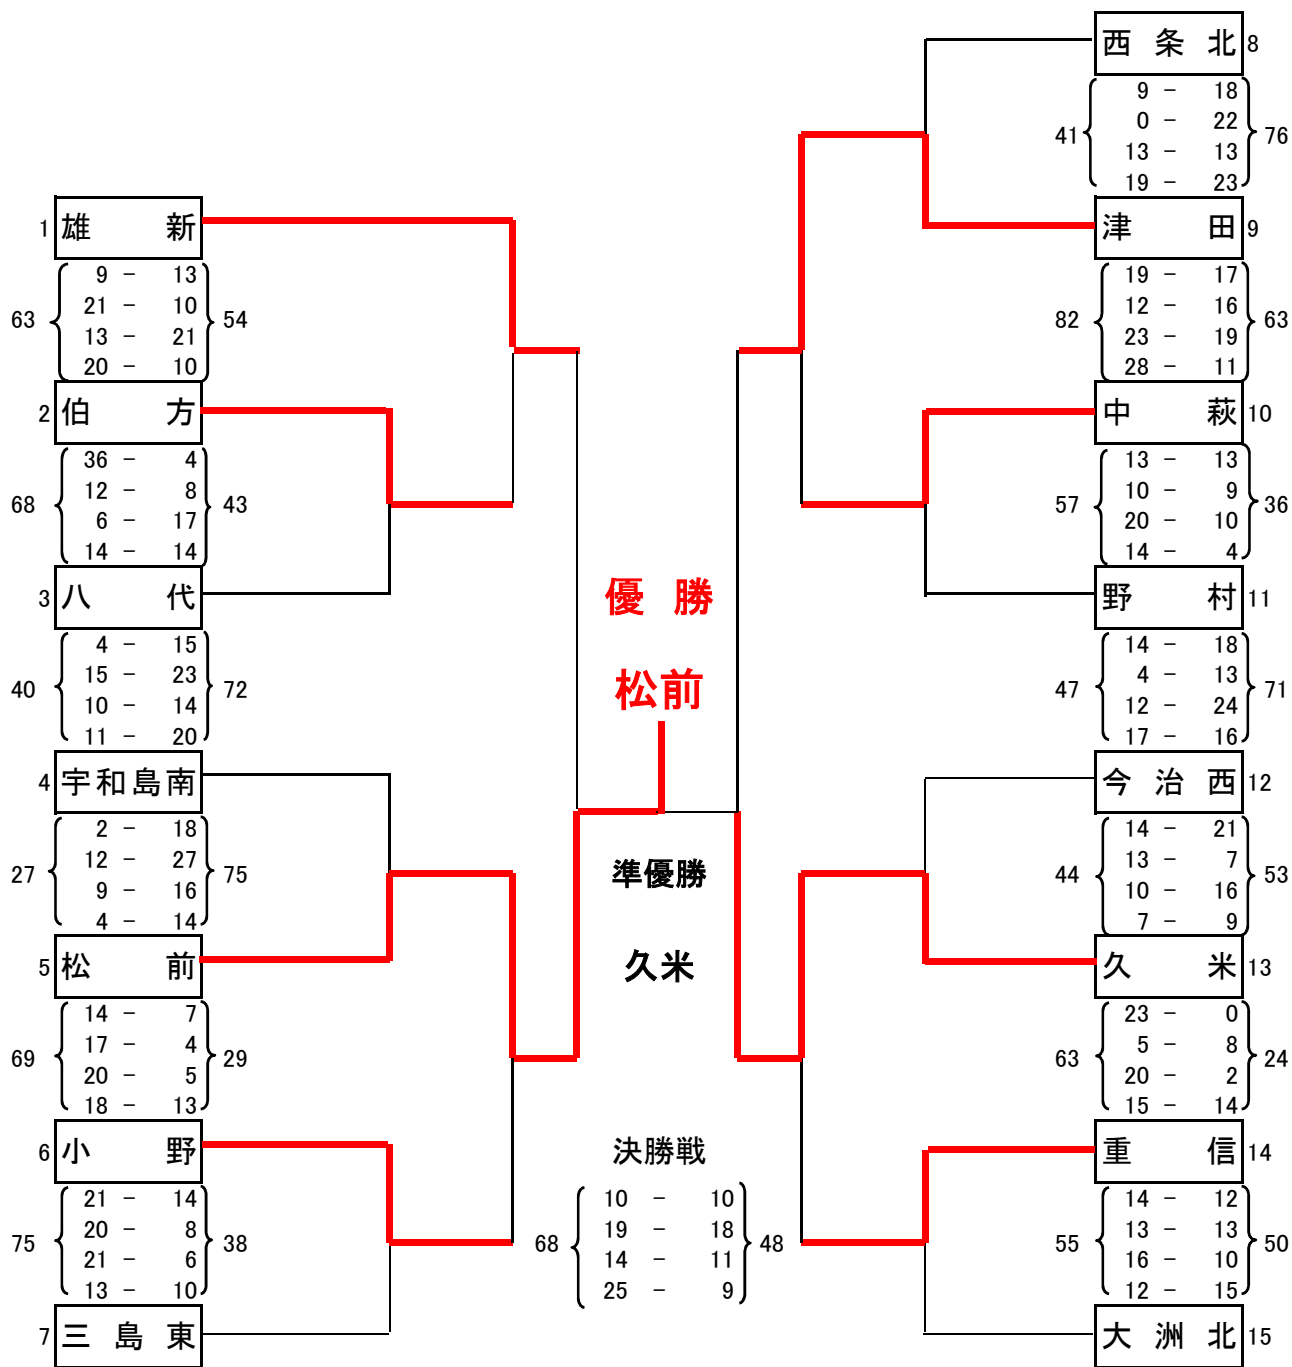 1 雄新
63 54
9 - 13
21 - 10
13 - 21
20 - 10
2 伯方
68 43
36 - 4
12 - 8
6 - 17
14 - 14
3 八代
40 72
4 - 15
15 - 23
10 - 14
11 - 20
4 宇和島南
27 75
2 - 18
12 - 27
9 - 16
4 - 14
5 松前
69 29
14 - 7
17 - 4
20 - 5
18 - 13
6 小野
75 38
21 - 14
20 - 8
21 - 6
13 - 10
7 三島東
優勝
松前
準優勝
久米
決勝戦
68 48
10 - 10
19 - 18
14 - 11
25 - 9
西条北 8
41 76
9 - 18
0 - 22
13 - 13
19 - 23
津田 9
82 63
19 - 17
12 - 16
23 - 19
28 - 11
中萩 10
57 36
13 - 13
10 - 9
20 - 10
14 - 4
野村 11
47 71
14 - 18
4 - 13
12 - 24
17 - 16
今治西 12
44 53
14 - 21
13 - 7
10 - 16
7 - 9
久米 13
63 24
23 - 0
5 - 8
20 - 2
15 - 14
重信 14
55 50
14 - 12
13 - 13
16 - 10
12 - 15
大洲北 15